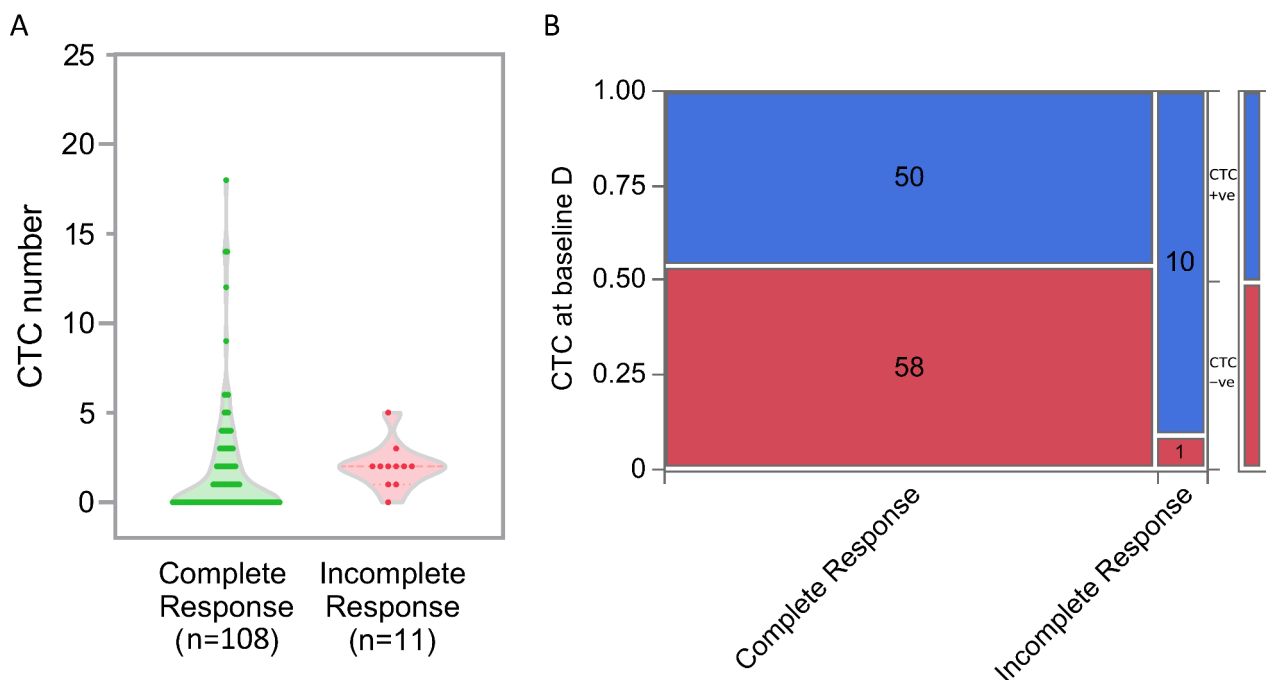 A
CTC number
25
20
15
10
5
0
Complete
Response
(n=108)
Incomplete
Response
(n=11)
B
CTC at baseline D
1.00
0.75
0.50
0.25
0
50
58
10
1
CTC
+ve
CTC
−ve
Complete Response
Incomplete Response